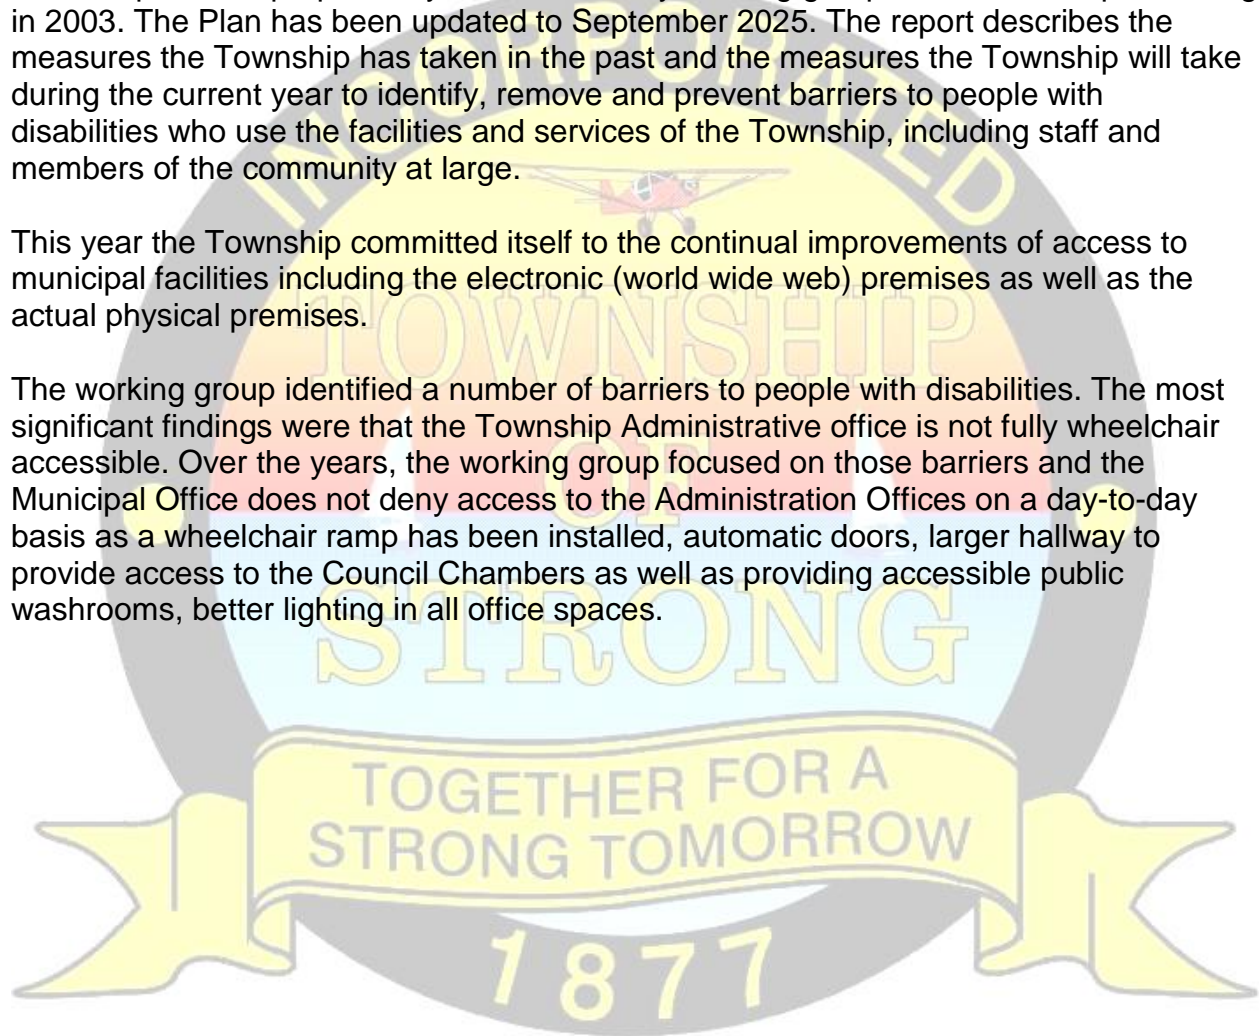 in 2003. The Plan has been updated to September 2025. The report describes the
measures the Township has taken in the past and the measures the Township will take
during the current year to identify, remove and prevent barriers to people with
disabilities who use the facilities and services of the Township, including staff and
members of the community at large.
This year the Township committed itself to the continual improvements of access to
municipal facilities including the electronic (world wide web) premises as well as the
actual physical premises.
The working group identified a number of barriers to people with disabilities. The most
significant findings were that the Township Administrative office is not fully wheelchair
accessible. Over the years, the working group focused on those barriers and the
Municipal Office does not deny access to the Administration Offices on a day-to-day
basis as a wheelchair ramp has been installed, automatic doors, larger hallway to
provide access to the Council Chambers as well as providing accessible public
washrooms, better lighting in all office spaces.
INCORPORATED
TOWNSHIP
OF
STRONG
TOGETHER FOR A
STRONG TOMORROW
1877